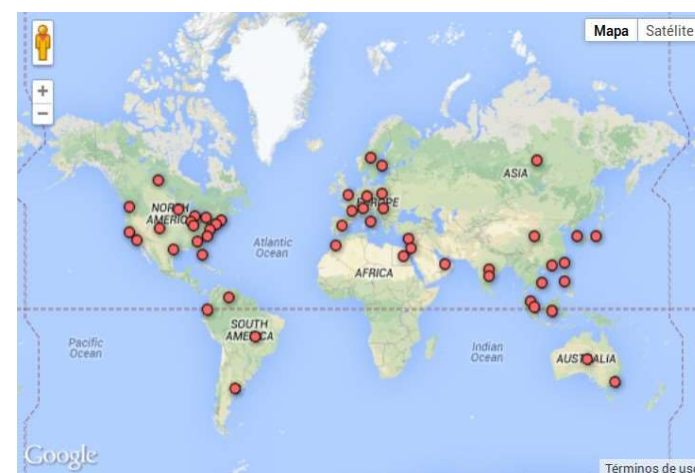 Mapa
Satélite
+
−
ASIA
NORTH
AMERICA
EUROPE
Atlantic
Ocean
AFRICA
SOUTH
AMERICA
Pacific
Ocean
Indian
Ocean
AUSTRALIA
Google
Términos de uso